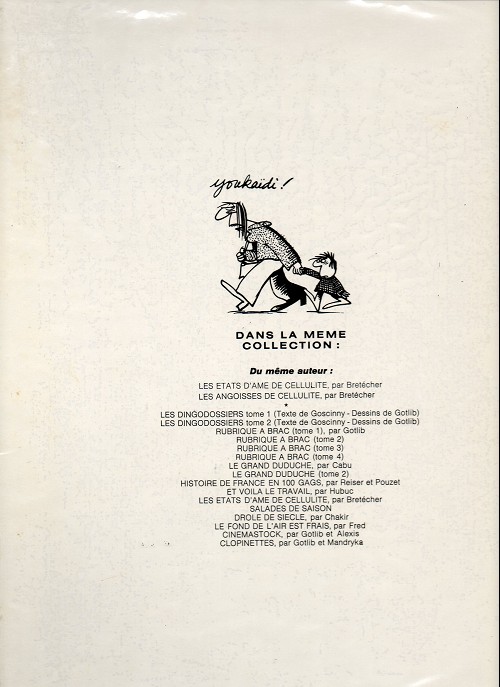 youkaïdi!
DANS LA MEME
COLLECTION :
Du même auteur :
LES ETATS D'AME DE CELLULITE, par Bretécher
LES ANGOISSES DE CELLULITE, par Bretécher
*
LES DINGODOSSIERS tome 1 (Texte de Goscinny - Dessins de Gotlib)
LES DINGODOSSIERS tome 2 (Texte de Goscinny - Dessins de Gotlib)
RUBRIQUE A BRAC (tome 1), par Gotlib
RUBRIQUE A BRAC (tome 2)
RUBRIQUE A BRAC (tome 3)
RUBRIQUE A BRAC (tome 4)
LE GRAND DUDUCHE, par Cabu
LE GRAND DUDUCHE (tome 2)
HISTOIRE DE FRANCE EN 100 GAGS, par Reiser et Pouzet
ET VOILA LE TRAVAIL, par Hubuc
LES ETATS D'AME DE CELLULITE, par Bretécher
SALADES DE SAISON
DROLE DE SIECLE, par Chakir
LE FOND DE L'AIR EST FRAIS, par Fred
CINEMASTOCK, par Gotlib et Alexis
CLOPINETTES, par Gotlib et Mandryka